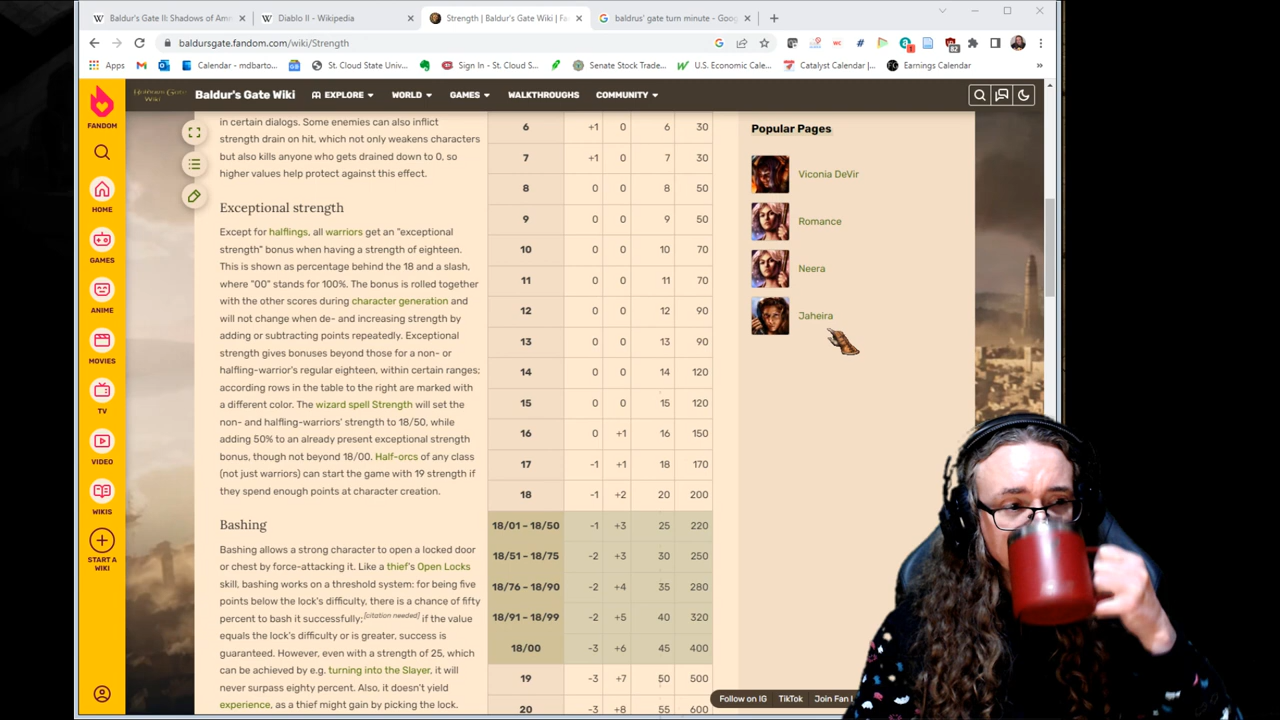 Baldur's Gate II: Shadows of Amn
Diablo II - Wikipedia
Strength | Baldur's Gate Wiki | Fa
baldrus' gate turn minute - Goog
baldursgate.fandom.com/wiki/Strength
Apps
Calendar - mdbarto...
St. Cloud State Univ...
Sign In - St. Cloud S...
Senate Stock Trade...
U.S. Economic Cale...
Catalyst Calendar |...
Earnings Calendar
FANDOM
HOME
GAMES
ANIME
MOVIES
TV
VIDEO
WIKIS
START A
WIKI
Baldur's Gate Wiki
EXPLORE
WORLD
GAMES
WALKTHROUGHS
COMMUNITY
in certain dialogs. Some enemies can also inflict
strength drain on hit, which not only weakens characters
but also kills anyone who gets drained down to 0, so
higher values help protect against this effect.
Exceptional strength
Except for halflings, all warriors get an "exceptional
strength" bonus when having a strength of eighteen.
This is shown as percentage behind the 18 and a slash,
where "00" stands for 100%. The bonus is rolled together
with the other scores during character generation and
will not change when de- and increasing strength by
adding or subtracting points repeatedly. Exceptional
strength gives bonuses beyond those for a non- or
halfling-warrior's regular eighteen, within certain ranges;
according rows in the table to the right are marked with
a different color. The wizard spell Strength will set the
non- and halfling-warriors' strength to 18/50, while
adding 50% to an already present exceptional strength
bonus, though not beyond 18/00. Half-orcs of any class
(not just warriors) can start the game with 19 strength if
they spend enough points at character creation.
Bashing
Bashing allows a strong character to open a locked door
or chest by force-attacking it. Like a thief's Open Locks
skill, bashing works on a threshold system: for being five
points below the lock's difficulty, there is a chance of fifty
percent to bash it successfully;[citation needed] if the value
equals the lock's difficulty or is greater, success is
guaranteed. However, even with a strength of 25, which
can be achieved by e.g. turning into the Slayer, it will
never surpass eighty percent. Also, it doesn't yield
experience, as a thief might gain by picking the lock.
6 +1 0 6 30
7 +1 0 7 30
8 0 0 8 50
9 0 0 9 50
10 0 0 10 70
11 0 0 11 70
12 0 0 12 90
13 0 0 13 90
14 0 0 14 120
15 0 0 15 120
16 0 +1 16 150
17 -1 +1 18 170
18 -1 +2 20 200
18/01 – 18/50 -1 +3 25 220
18/51 – 18/75 -2 +3 30 250
18/76 – 18/90 -2 +4 35 280
18/91 – 18/99 -2 +5 40 320
18/00 -3 +6 45 400
19 -3 +7 50 500
20 -3 +8 55 600
Popular Pages
Viconia DeVir
Romance
Neera
Jaheira
Follow on IG
TikTok
Join Fan